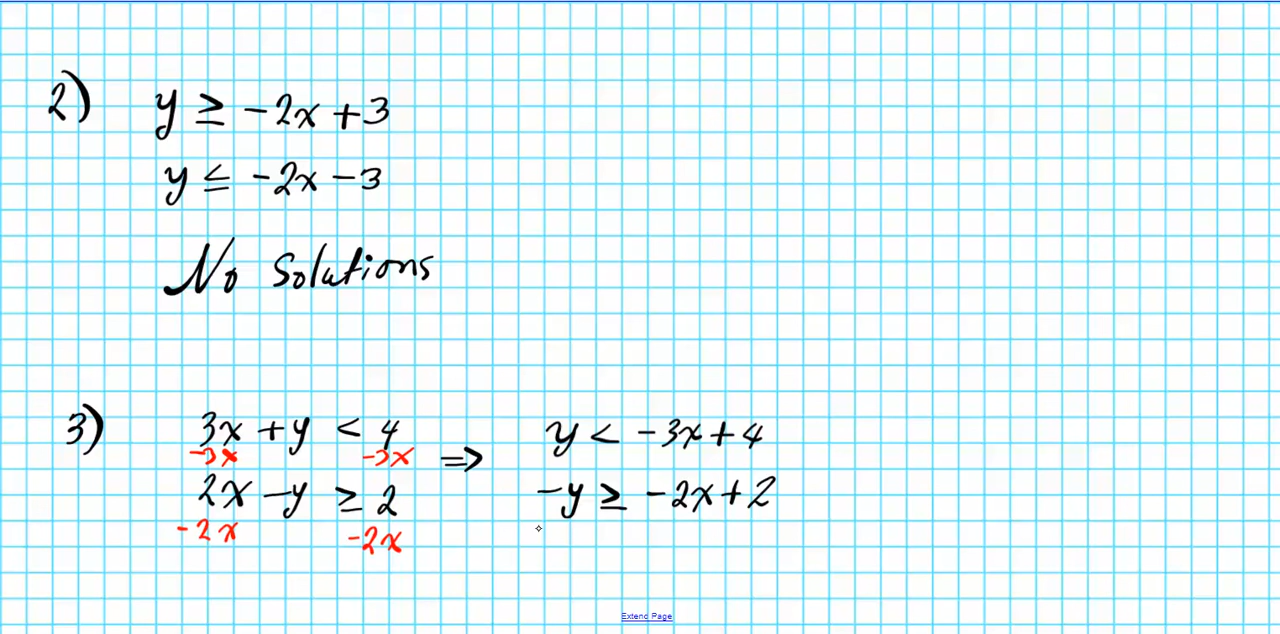 2) y ≥ -2x + 3
y ≤ -2x - 3
No Solutions
3) 3x + y < 4 ⇒ y < -3x + 4
-3x -3x
2x - y ≥ 2 -y ≥ -2x + 2
-2x -2x
Extend Page